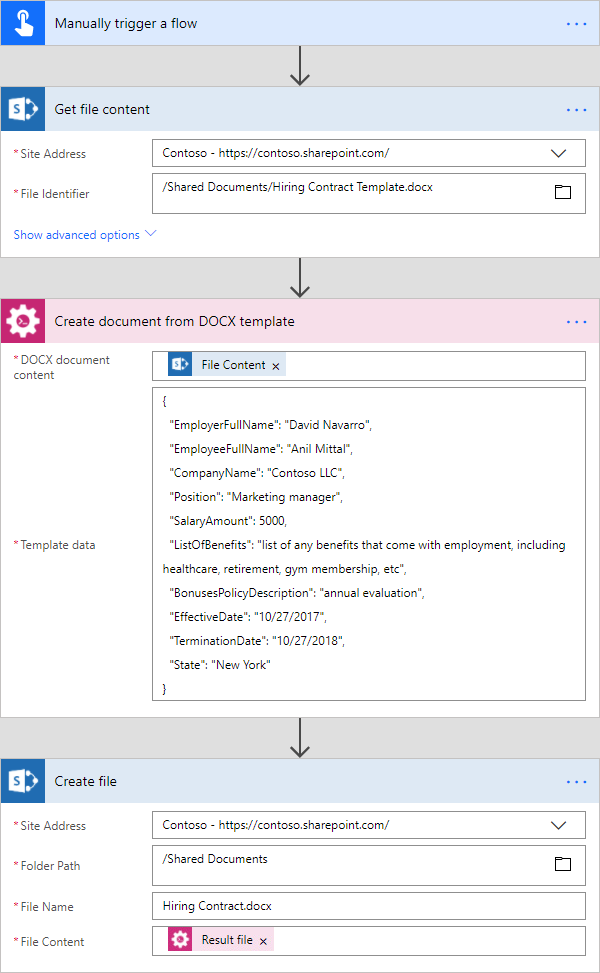 Manually trigger a flow
Get file content
* Site Address
Contoso - https://contoso.sharepoint.com/
* File Identifier
/Shared Documents/Hiring Contract Template.docx
Show advanced options
Create document from DOCX template
* DOCX document
content
File Content ×
* Template data
{
"EmployerFullName": "David Navarro",
"EmployeeFullName": "Anil Mittal",
"CompanyName": "Contoso LLC",
"Position": "Marketing manager",
"SalaryAmount": 5000,
"ListOfBenefits": "list of any benefits that come with employment, including
healthcare, retirement, gym membership, etc",
"BonusesPolicyDescription": "annual evaluation",
"EffectiveDate": "10/27/2017",
"TerminationDate": "10/27/2018",
"State": "New York"
}
Create file
* Site Address
Contoso - https://contoso.sharepoint.com/
* Folder Path
/Shared Documents
* File Name
Hiring Contract.docx
* File Content
Result file ×